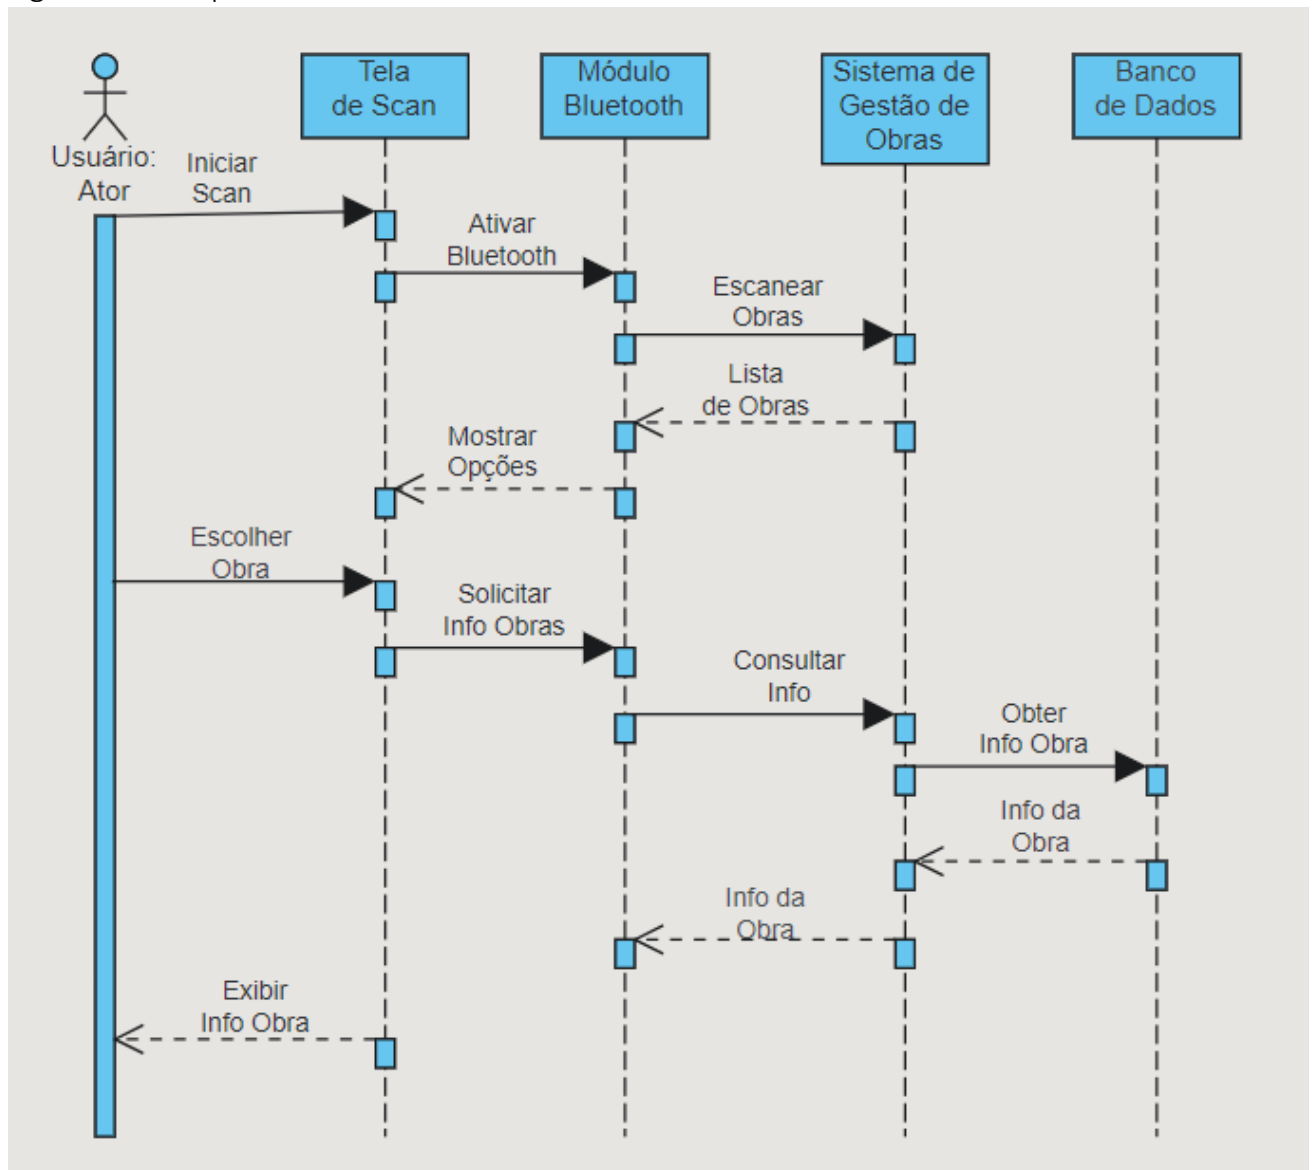 Tela
de Scan
Módulo
Bluetooth
Sistema de
Gestão de
Obras
Banco
de Dados
Usuário:
Ator
Iniciar
Scan
Ativar
Bluetooth
Escanear
Obras
Lista
de Obras
Mostrar
Opções
Escolher
Obra
Solicitar
Info Obras
Consultar
Info
Obter
Info Obra
Info da
Obra
Info da
Obra
Exibir
Info Obra